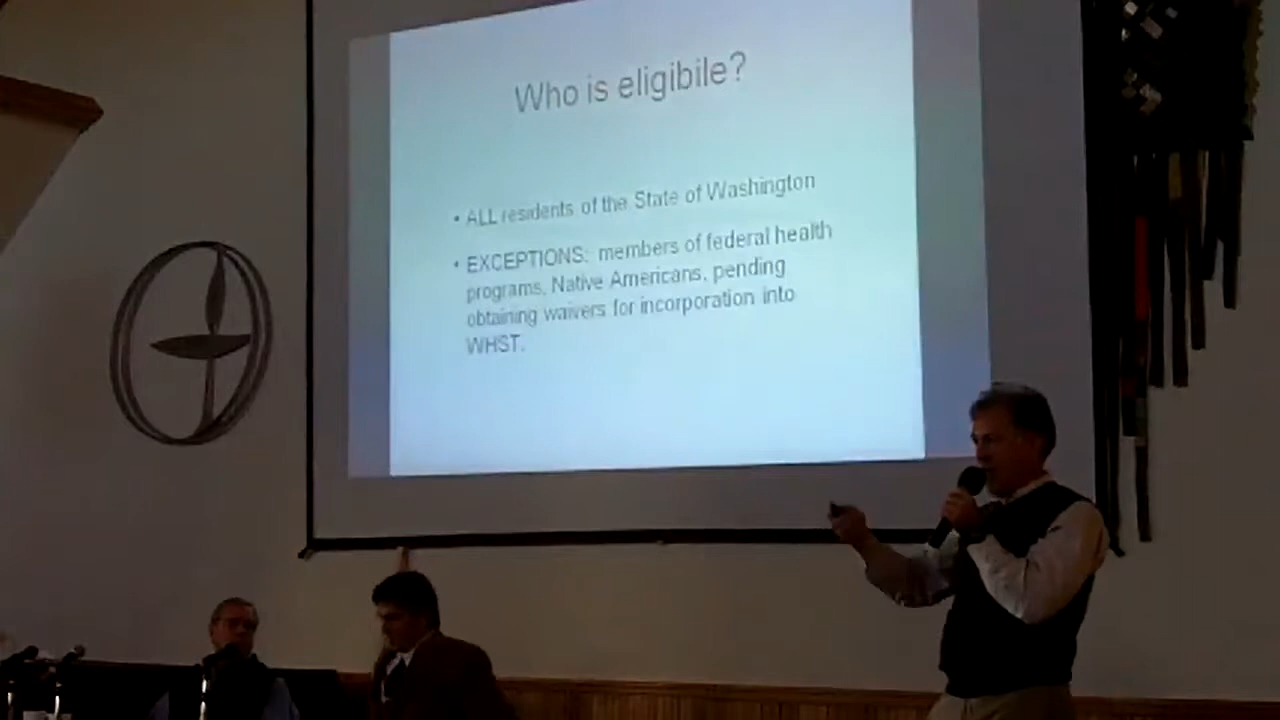 Who is eligibile?
• ALL residents of the State of Washington
• EXCEPTIONS: members of federal health
programs, Native Americans, pending
obtaining waivers for incorporation into
WHST.